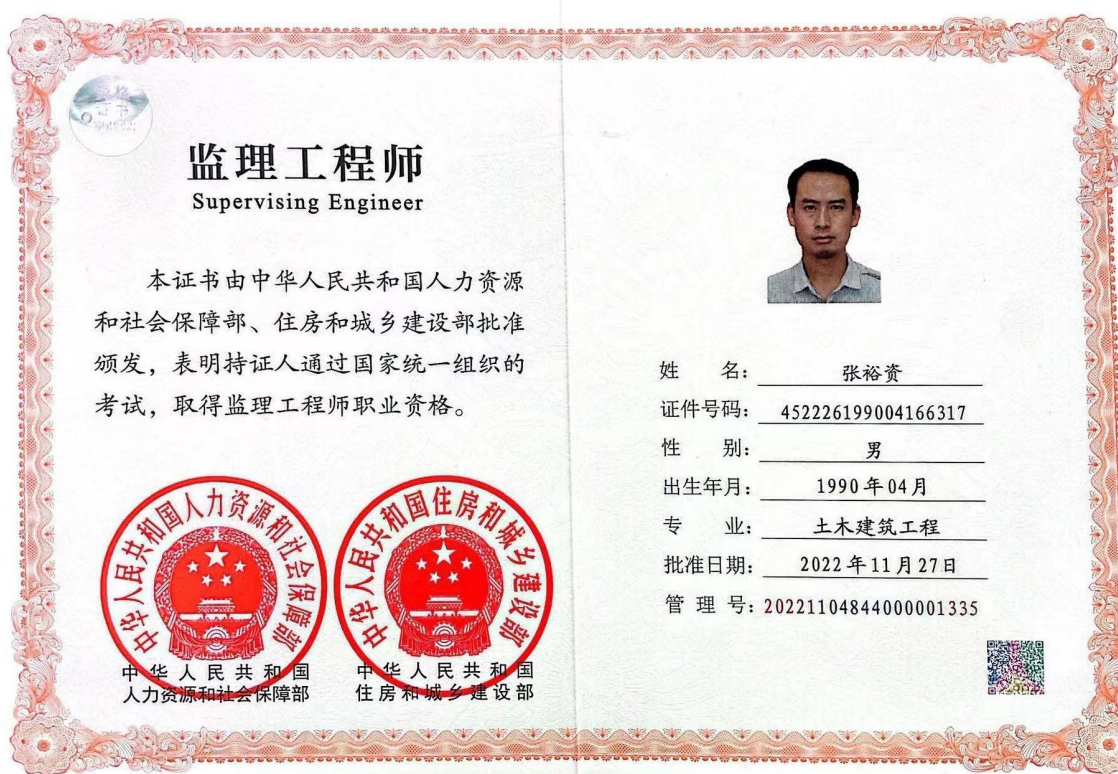 监理工程师
Supervising Engineer
本证书由中华人民共和国人力资源
和社会保障部、住房和城乡建设部批准
颁发，表明持证人通过国家统一组织的
考试，取得监理工程师职业资格。
中华人民共和国人力资源和社会保障部
中华人民共和国住房和城乡建设部
中华人民共和国
人力资源和社会保障部
中华人民共和国
住房和城乡建设部
姓 名：张裕资
证件号码：452226199004166317
性 别：男
出生年月：1990年04月
专 业：土木建筑工程
批准日期：2022年11月27日
管 理 号：20221104844000001335